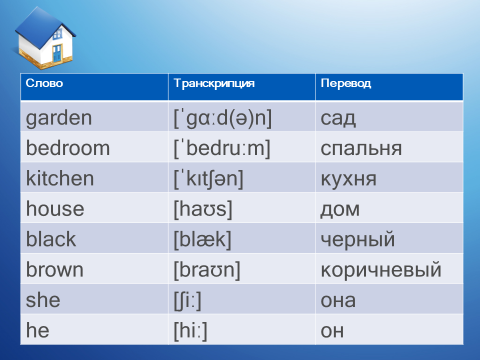 Слово Транскрипция Перевод
garden [ˈgɑːd(ə)n] сад
bedroom [ˈbedruːm] спальня
kitchen [ˈkɪtʃən] кухня
house [haʊs] дом
black [blæk] черный
brown [braʊn] коричневый
she [ʃiː] она
he [hiː] он